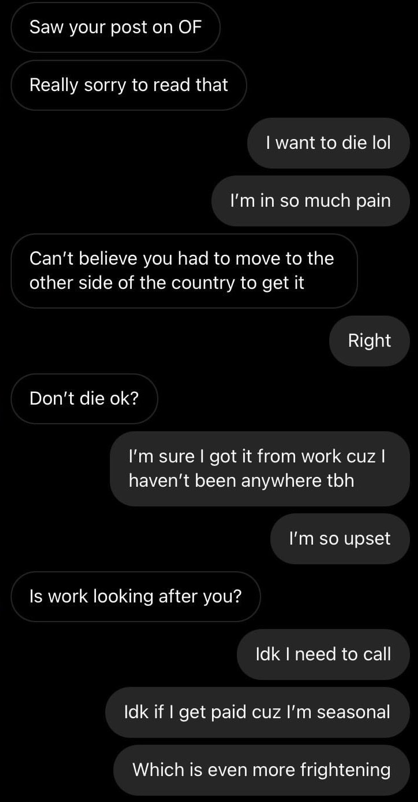 Saw your post on OF
Really sorry to read that
I want to die lol
I’m in so much pain
Can’t believe you had to move to the
other side of the country to get it
Right
Don’t die ok?
I’m sure I got it from work cuz I
haven’t been anywhere tbh
I’m so upset
Is work looking after you?
Idk I need to call
Idk if I get paid cuz I’m seasonal
Which is even more frightening